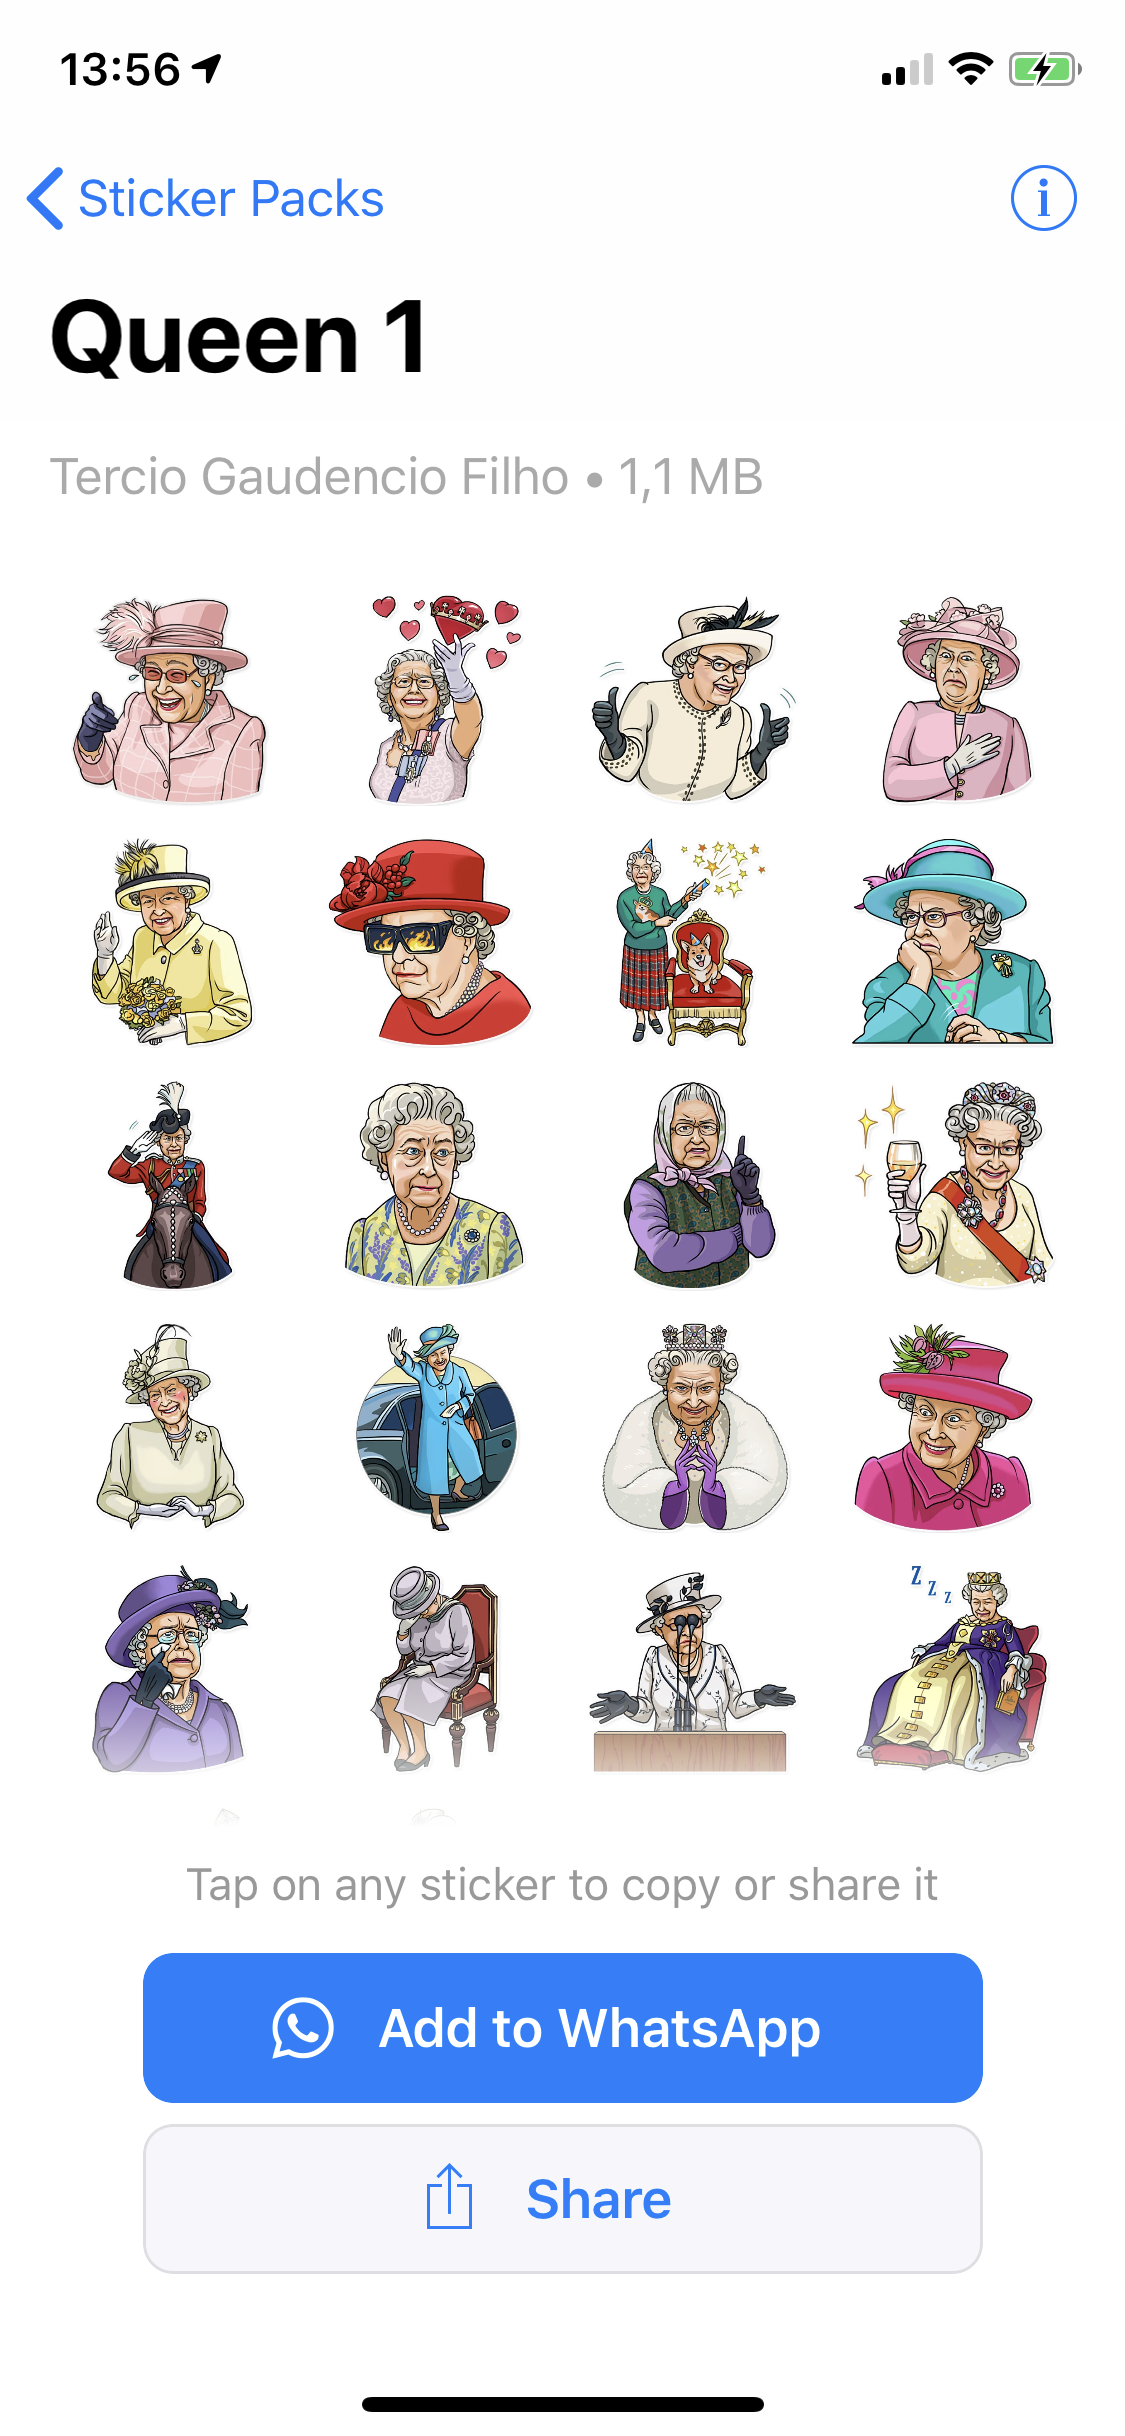 13:56
Sticker Packs
Queen 1
Tercio Gaudencio Filho • 1,1 MB
Z Z Z
Tap on any sticker to copy or share it
Add to WhatsApp
Share